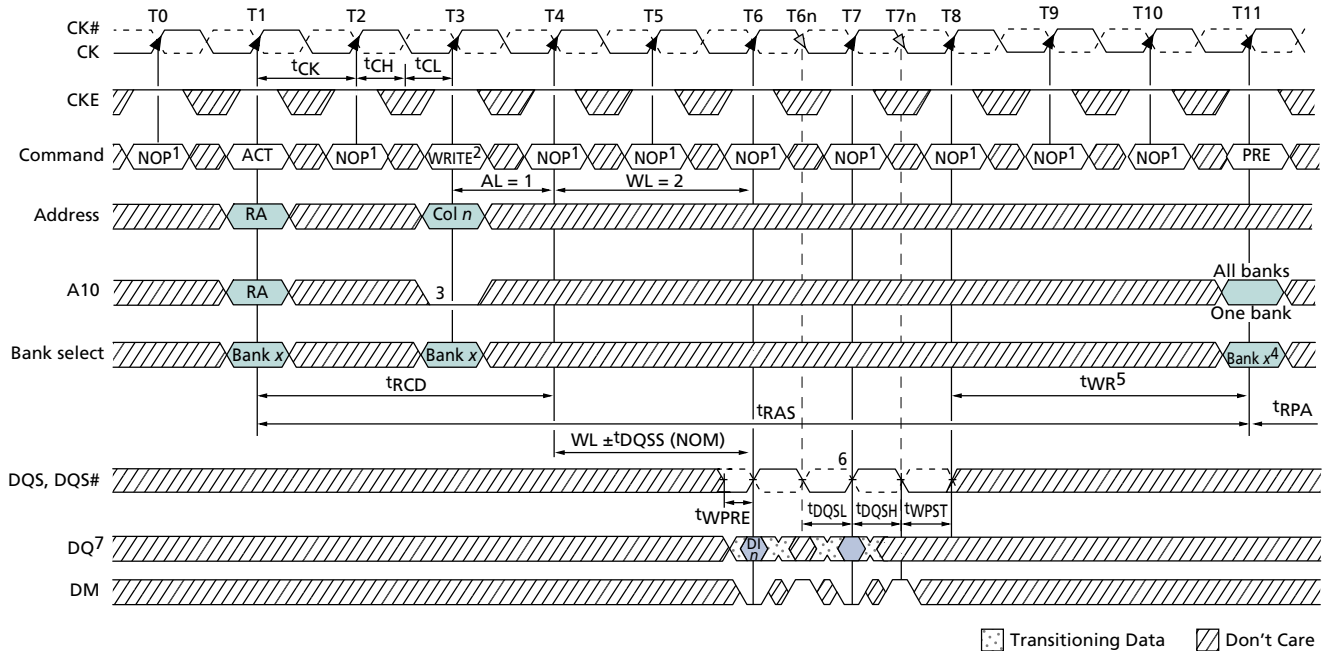 T0 T1 T2 T3 T4 T5 T6 T6n T7 T7n T8 T9 T10 T11
CK#
CK
tCK tCH tCL
CKE
Command NOP1 ACT NOP1 WRITE2 NOP1 NOP1 NOP1 NOP1 NOP1 NOP1 NOP1 PRE
AL = 1 WL = 2
Address RA Col n
All banks
A10 RA 3
One bank
Bank select Bank x Bank x Bank x4
tRCD tWR5
tRAS tRPA
WL ±tDQSS (NOM)
6
DQS, DQS#
tWPRE tDQSL tDQSH tWPST
DQ7 DI n
DM
Transitioning Data Don't Care